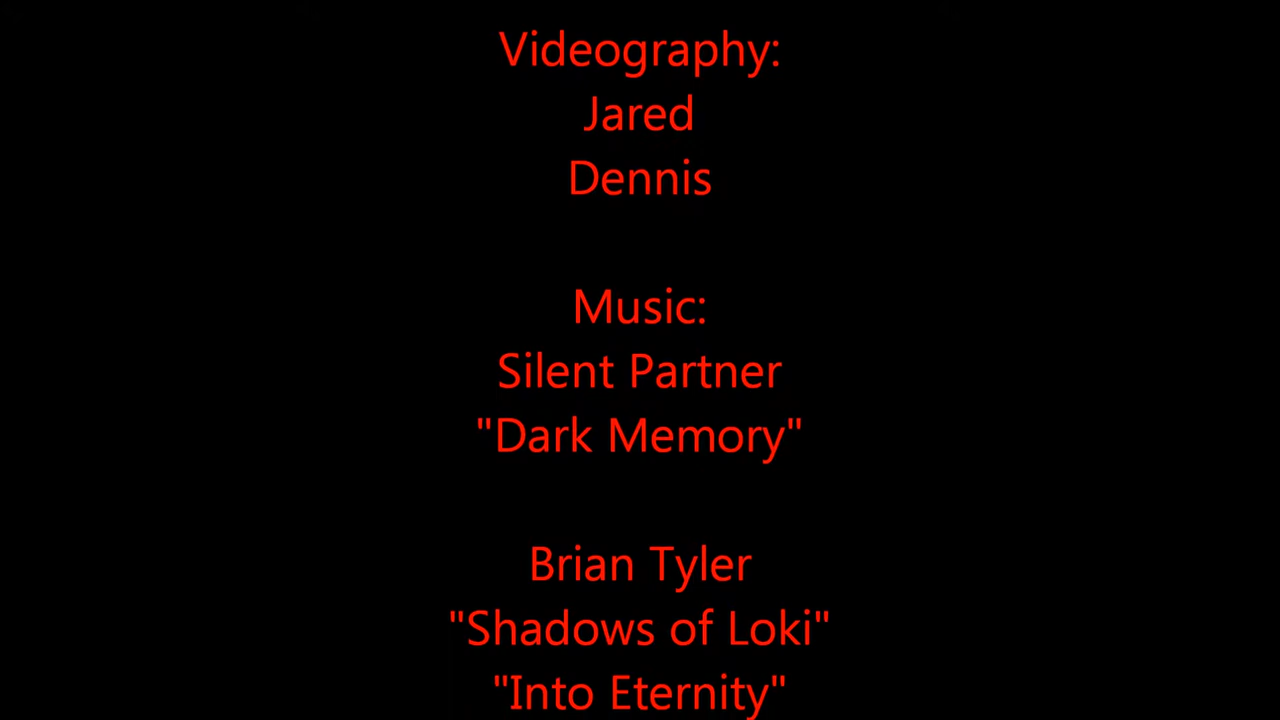 Videography:
Jared
Dennis
Music:
Silent Partner
"Dark Memory"
Brian Tyler
"Shadows of Loki"
"Into Eternity"